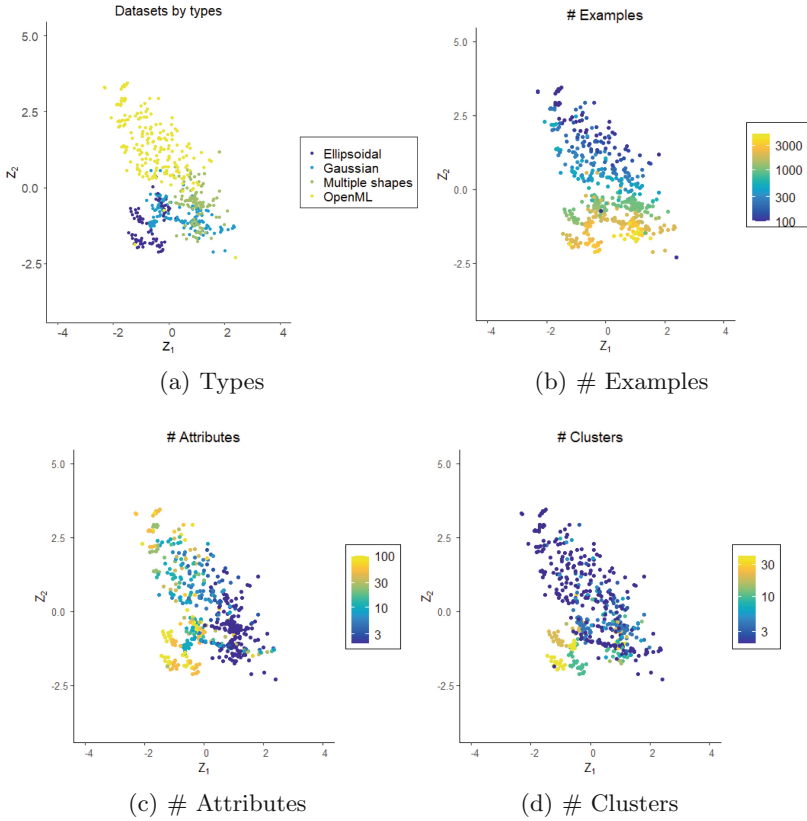 Datasets by types
5.0
2.5
0.0
-2.5
Z2
-4 -2 0 2 4
Z1
Ellipsoidal
Gaussian
Multiple shapes
OpenML
(a) Types
# Examples
5.0
2.5
0.0
-2.5
Z2
-4 -2 0 2 4
Z1
3000
1000
300
100
(b) # Examples
# Attributes
5.0
2.5
0.0
-2.5
Z2
-4 -2 0 2 4
Z1
100
30
10
3
(c) # Attributes
# Clusters
5.0
2.5
0.0
-2.5
Z2
-4 -2 0 2 4
Z1
30
10
3
(d) # Clusters